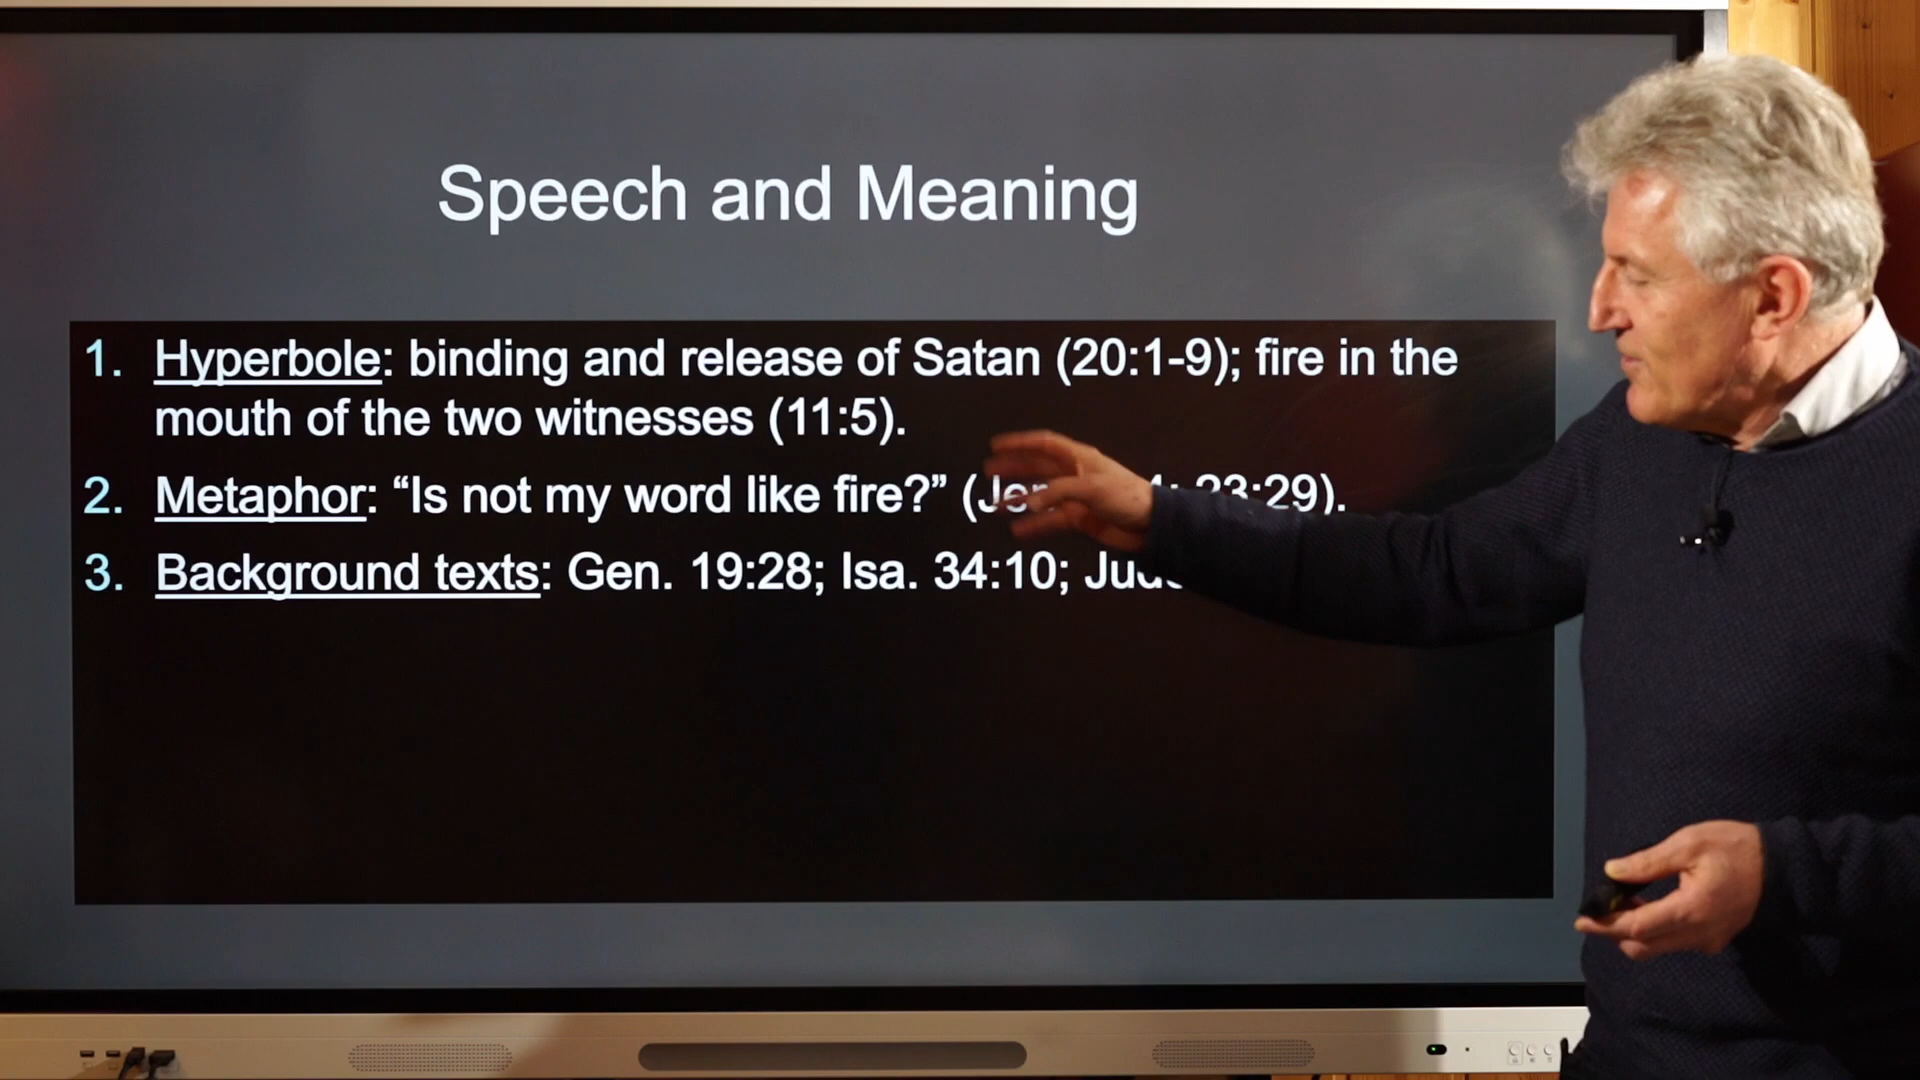 Speech and Meaning
1. Hyperbole: binding and release of Satan (20:1-9); fire in the
mouth of the two witnesses (11:5).
2. Metaphor: “Is not my word like fire?” ( 23:29).
3. Background texts: Gen. 19:28; Isa. 34:10;